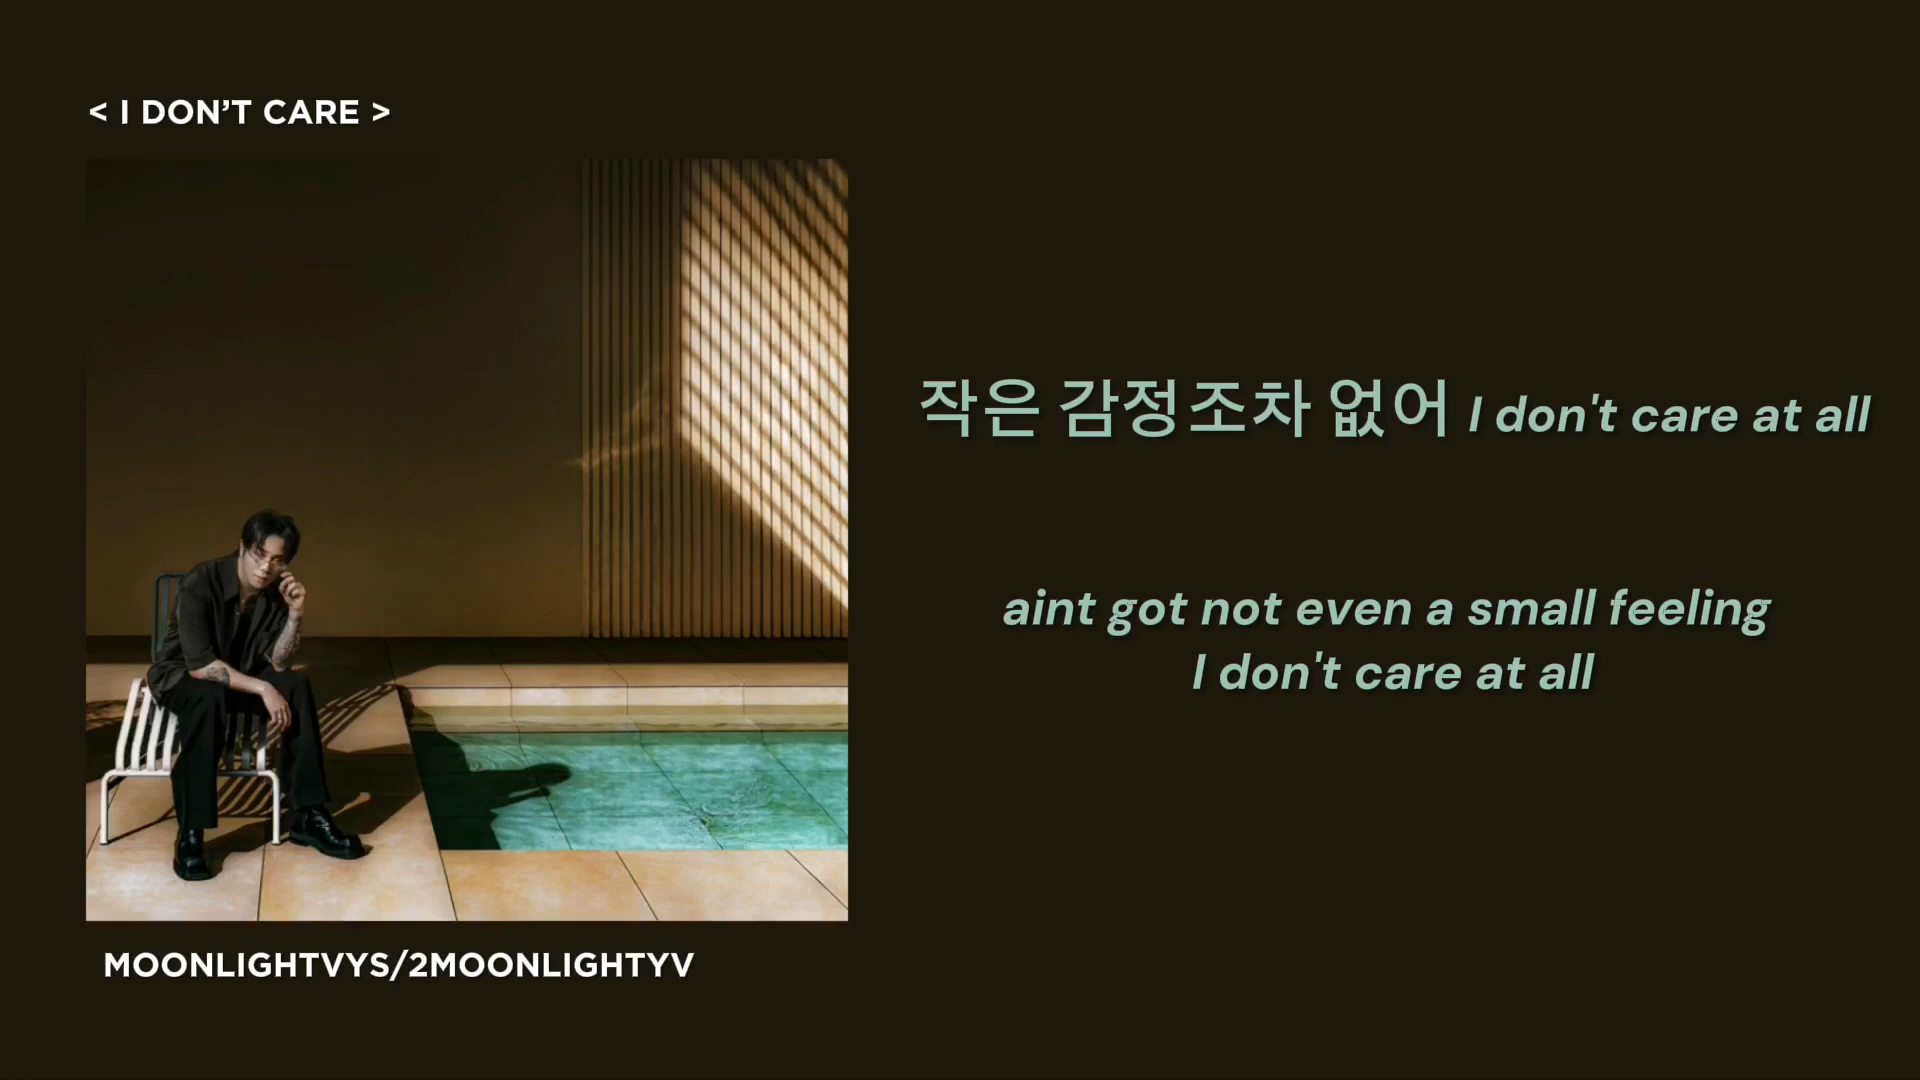 < I DON’T CARE >
작은 감정조차 없어 I don't care at all
aint got not even a small feeling
I don't care at all
MOONLIGHTVYS/2MOONLIGHTYV